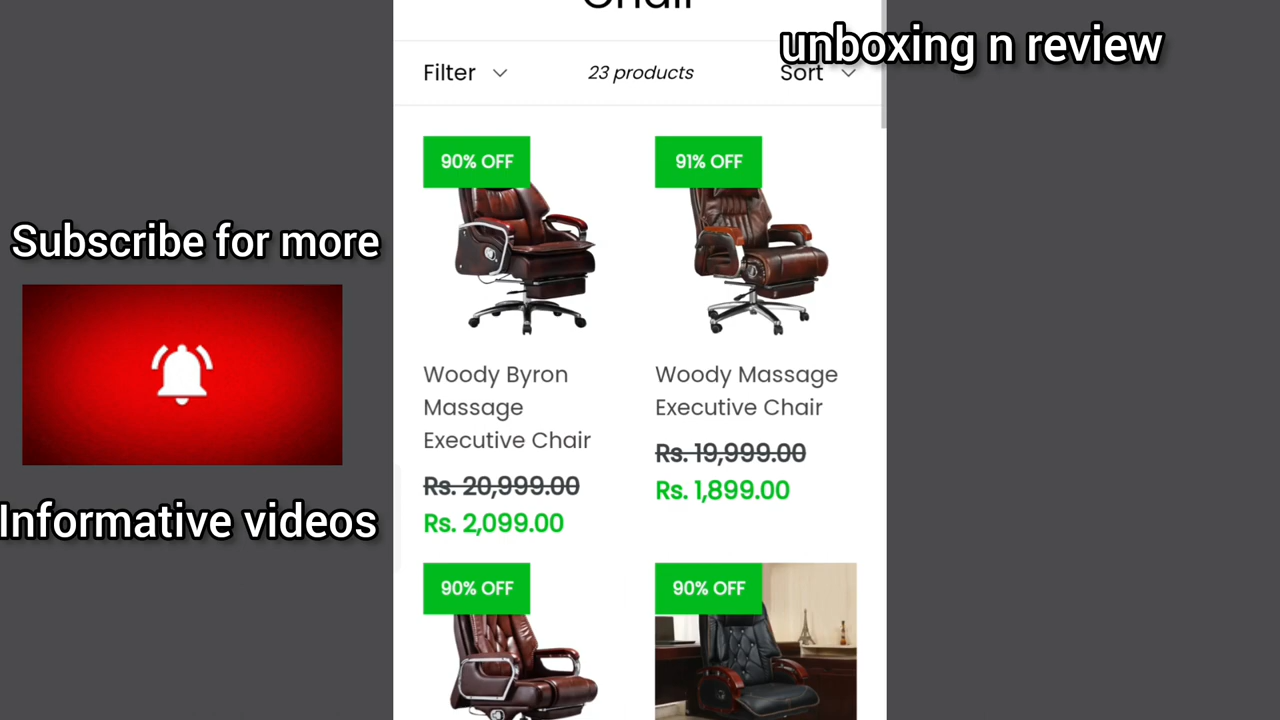 Chair
unboxing n review
Filter
23 products
Sort
90% OFF
91% OFF
Subscribe for more
Informative videos
Woody Byron
Massage
Executive Chair
Rs. 20,999.00
Rs. 2,099.00
Woody Massage
Executive Chair
Rs. 19,999.00
Rs. 1,899.00
90% OFF
90% OFF